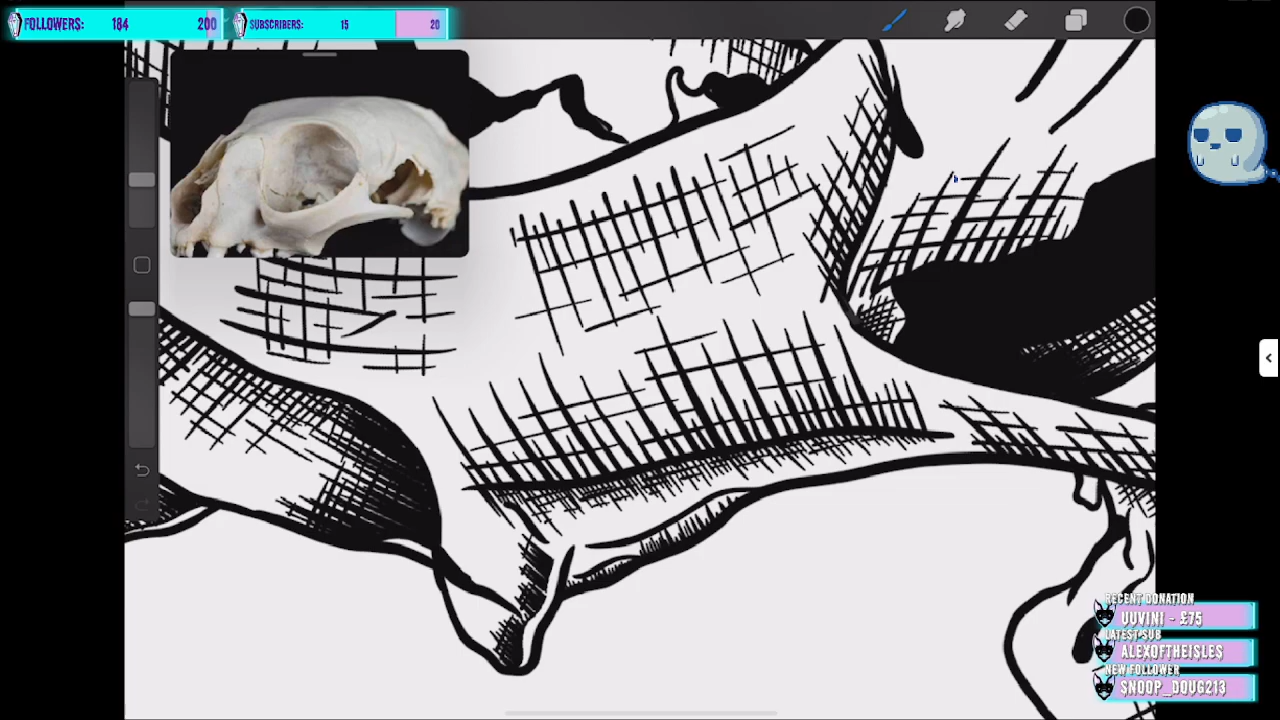 FOLLOWERS: 184 200
SUBSCRIBERS: 15 20
RECENT DONATION
UUVINI - £75
LATEST SUB
ALEXOFTHEISLES
NEW FOLLOWER
SNOOP_DOUG213